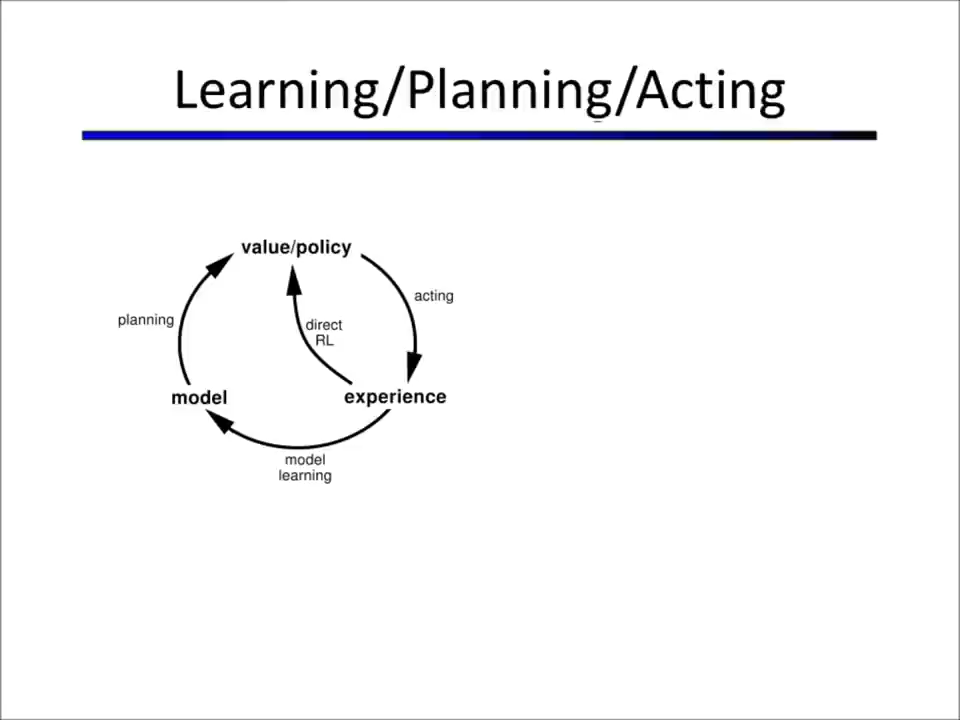 Learning/Planning/Acting
value/policy
acting
planning
direct
RL
model
experience
model
learning